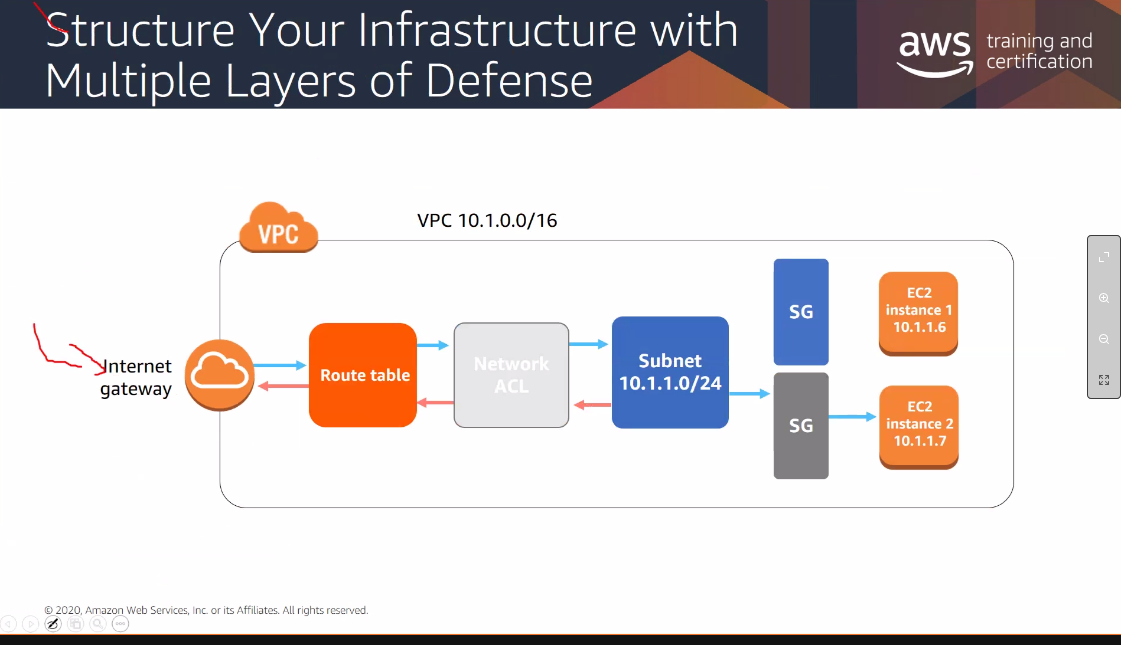 Structure Your Infrastructure with
Multiple Layers of Defense
aws training and
certification
VPC
VPC 10.1.0.0/16
Internet
gateway
Route table
Network
ACL
Subnet
10.1.1.0/24
SG
EC2
instance 1
10.1.1.6
SG
EC2
instance 2
10.1.1.7
© 2020, Amazon Web Services, Inc. or its Affiliates. All rights reserved.